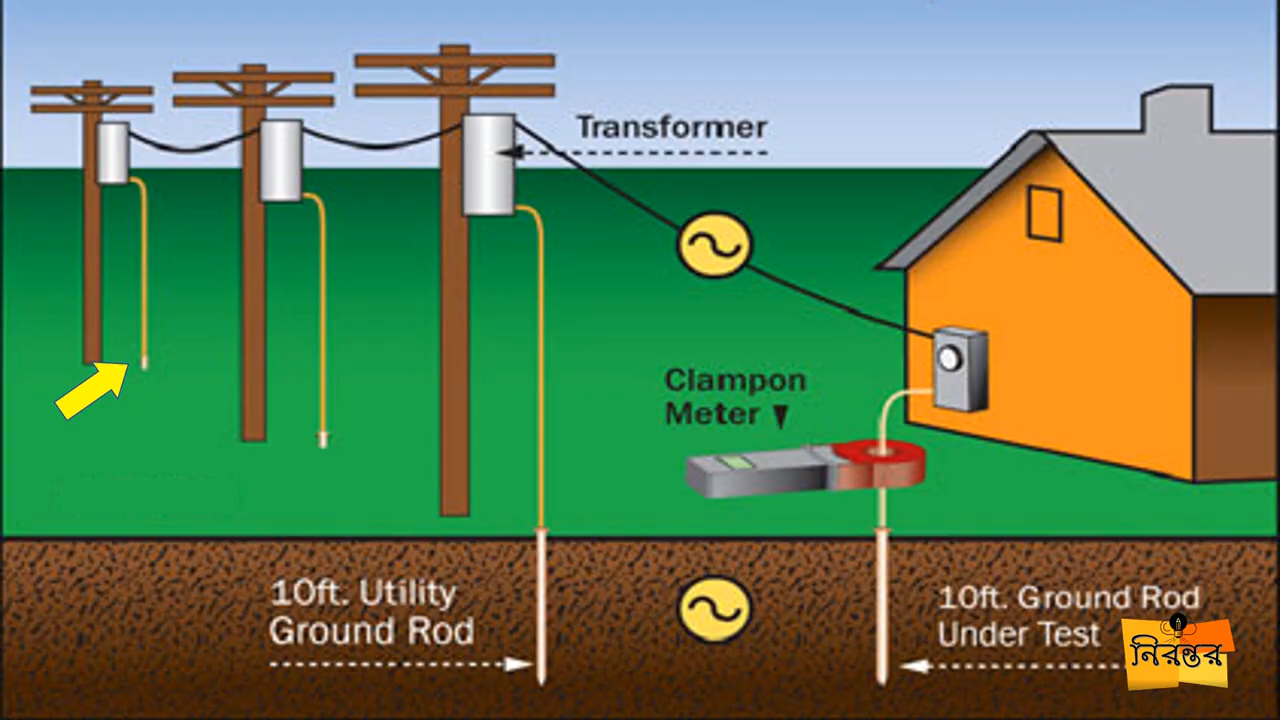 Transformer
Clampon
Meter
10ft. Utility
Ground Rod
10ft. Ground Rod
Under Test
নিরন্তর